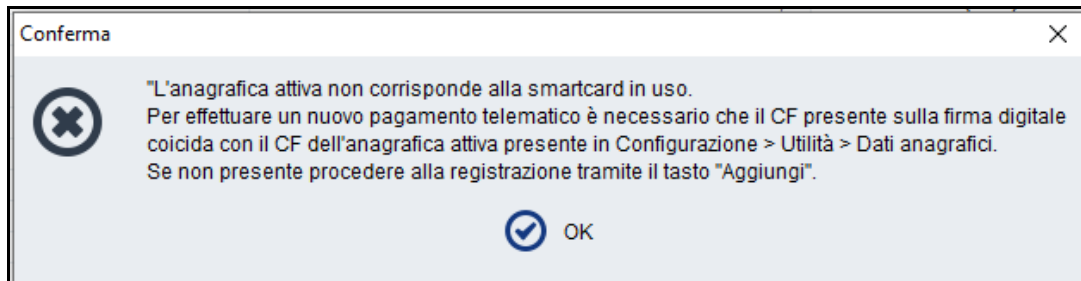 Conferma
"L'anagrafica attiva non corrisponde alla smartcard in uso.
Per effettuare un nuovo pagamento telematico è necessario che il CF presente sulla firma digitale
coicida con il CF dell'anagrafica attiva presente in Configurazione > Utilità > Dati anagrafici.
Se non presente procedere alla registrazione tramite il tasto "Aggiungi".
OK